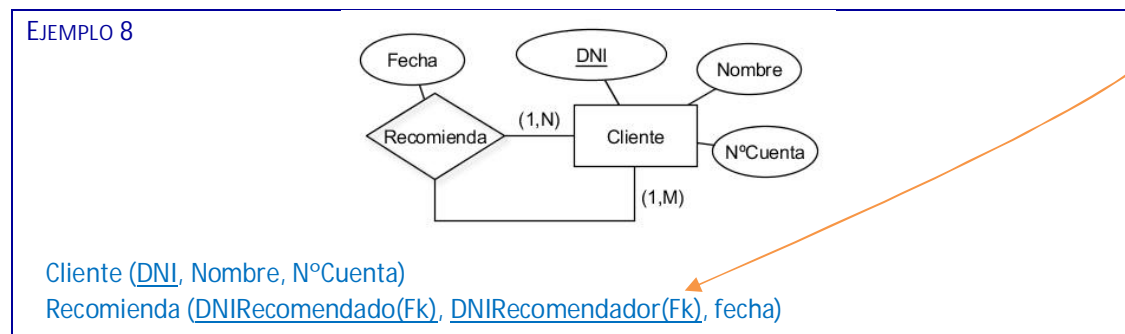 EJEMPLO 8
Fecha
DNI
Nombre
Recomienda
(1,N)
Cliente
NºCuenta
(1,M)
Cliente (DNI, Nombre, NºCuenta)
Recomienda (DNIRecomendado(Fk), DNIRecomendador(Fk), fecha)